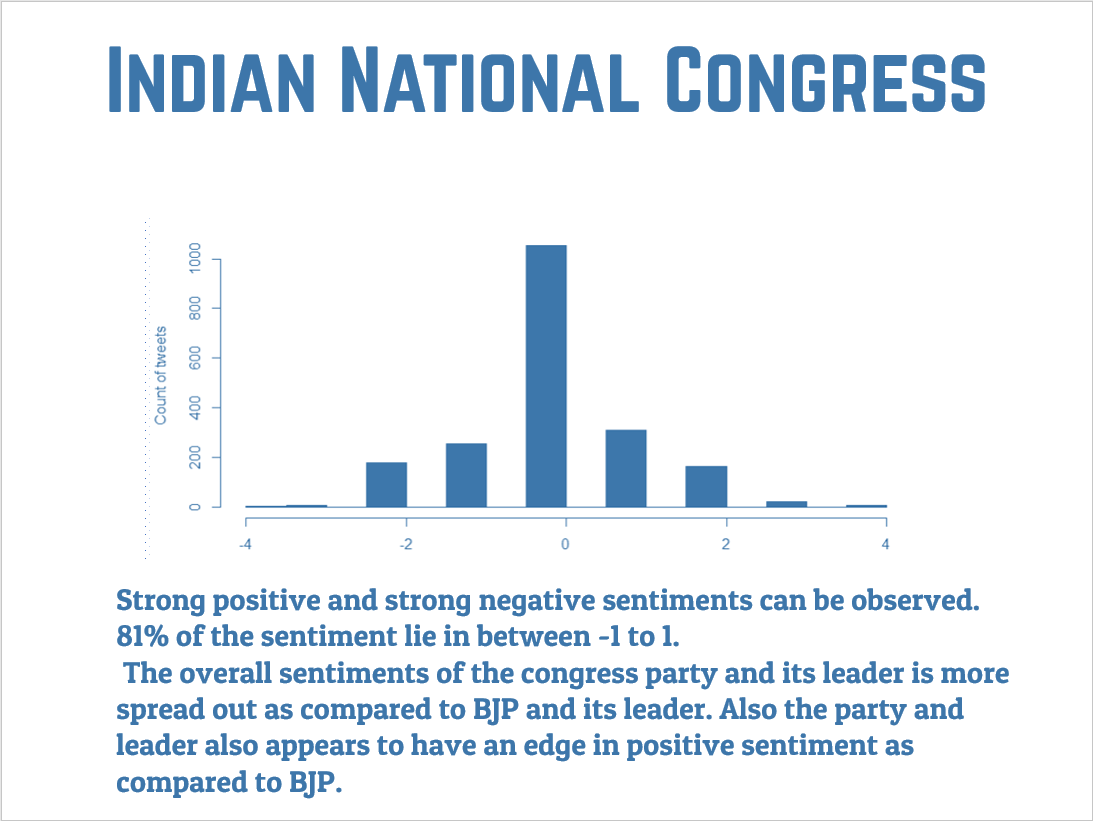 INDIAN NATIONAL CONGRESS
Count of tweets
1000
800
600
400
200
0
-4 -2 0 2 4
Strong positive and strong negative sentiments can be observed.
81% of the sentiment lie in between -1 to 1.
The overall sentiments of the congress party and its leader is more
spread out as compared to BJP and its leader. Also the party and
leader also appears to have an edge in positive sentiment as
compared to BJP.